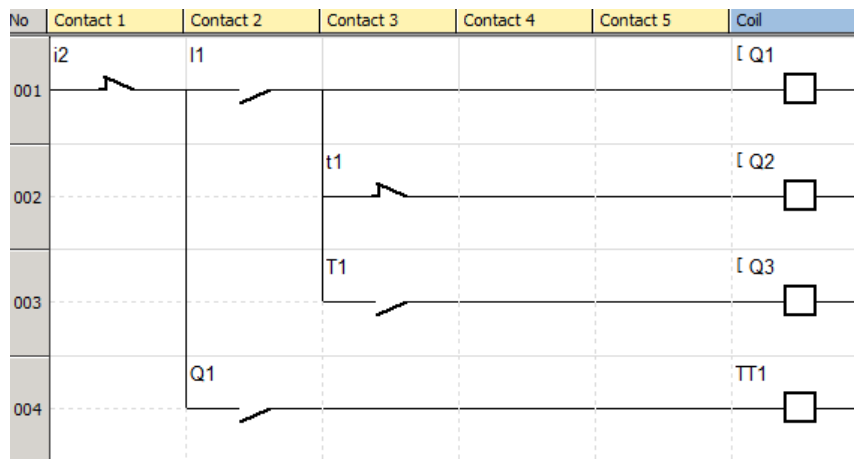 No Contact 1 Contact 2 Contact 3 Contact 4 Contact 5 Coil
i2 I1 [ Q1
001
t1 [ Q2
002
T1 [ Q3
003
Q1 TT1
004